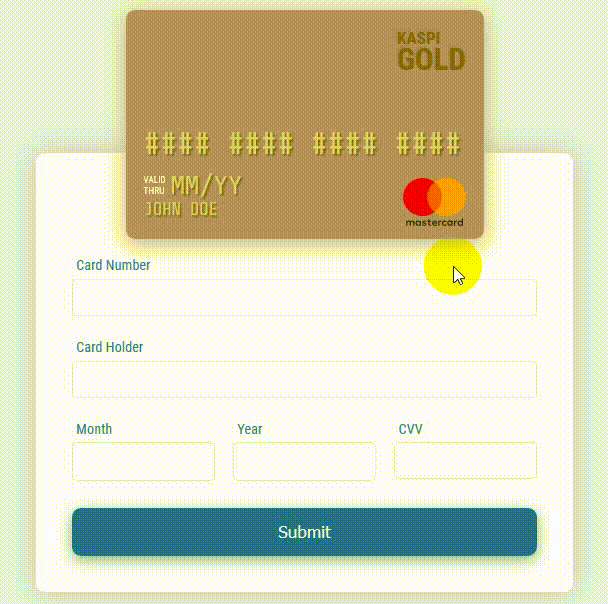 KASPI
GOLD
#### #### #### ####
VALID
THRU MM/YY
JOHN DOE
mastercard
Card Number
Card Holder
Month Year CVV
Submit